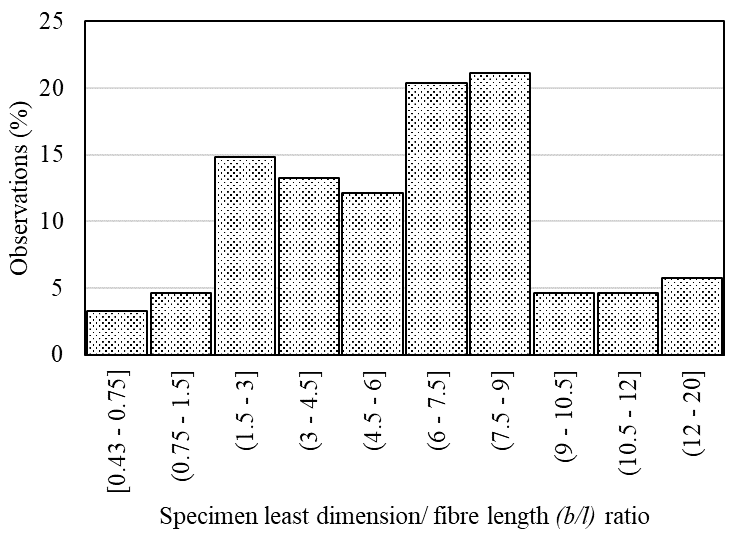 25
20
15
10
5
0
Observations (%)
[0.43 - 0.75]
(0.75 - 1.5]
(1.5 - 3]
(3 - 4.5]
(4.5 - 6]
(6 - 7.5]
(7.5 - 9]
(9 - 10.5]
(10.5 - 12]
(12 - 20]
Specimen least dimension/ fibre length (b/l) ratio